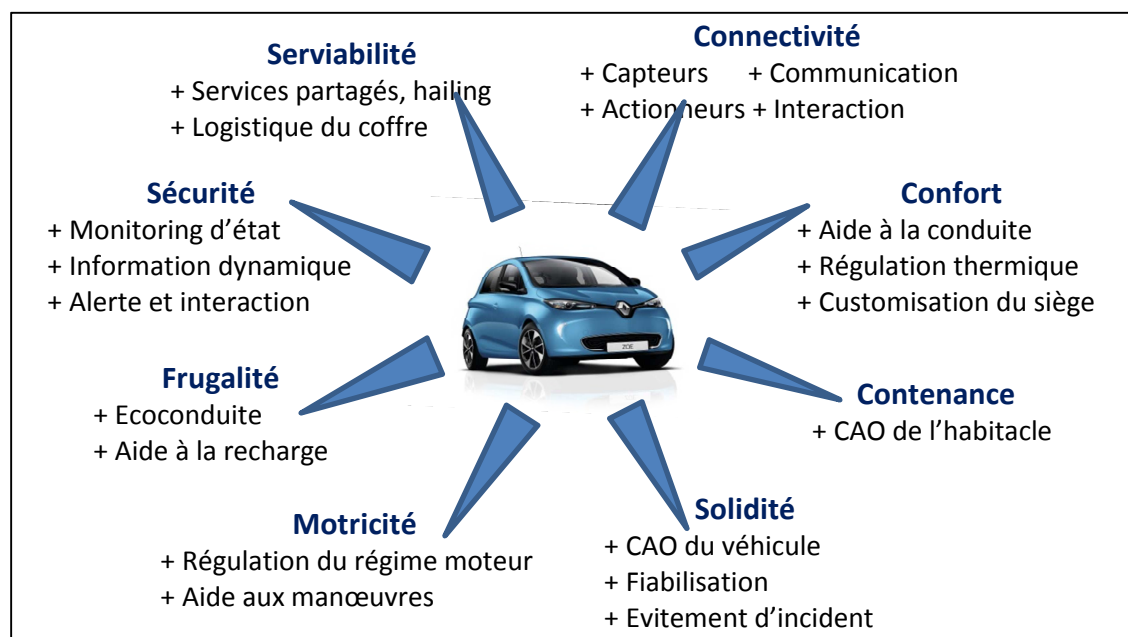 Serviabilité
+ Services partagés, hailing
+ Logistique du coffre
Connectivité
+ Capteurs + Communication
+ Actionneurs + Interaction
Sécurité
+ Monitoring d’état
+ Information dynamique
+ Alerte et interaction
Confort
+ Aide à la conduite
+ Régulation thermique
+ Customisation du siège
Frugalité
+ Ecoconduite
+ Aide à la recharge
Contenance
+ CAO de l’habitacle
Motricité
+ Régulation du régime moteur
+ Aide aux manœuvres
Solidité
+ CAO du véhicule
+ Fiabilisation
+ Evitement d’incident
ZOE